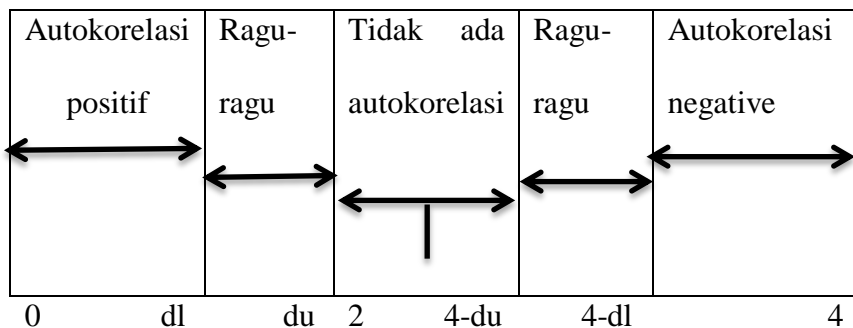 Autokorelasi
positif
Ragu-
ragu
Tidak ada
autokorelasi
Ragu-
ragu
Autokorelasi
negative
0 dl du 2 4-du 4-dl 4